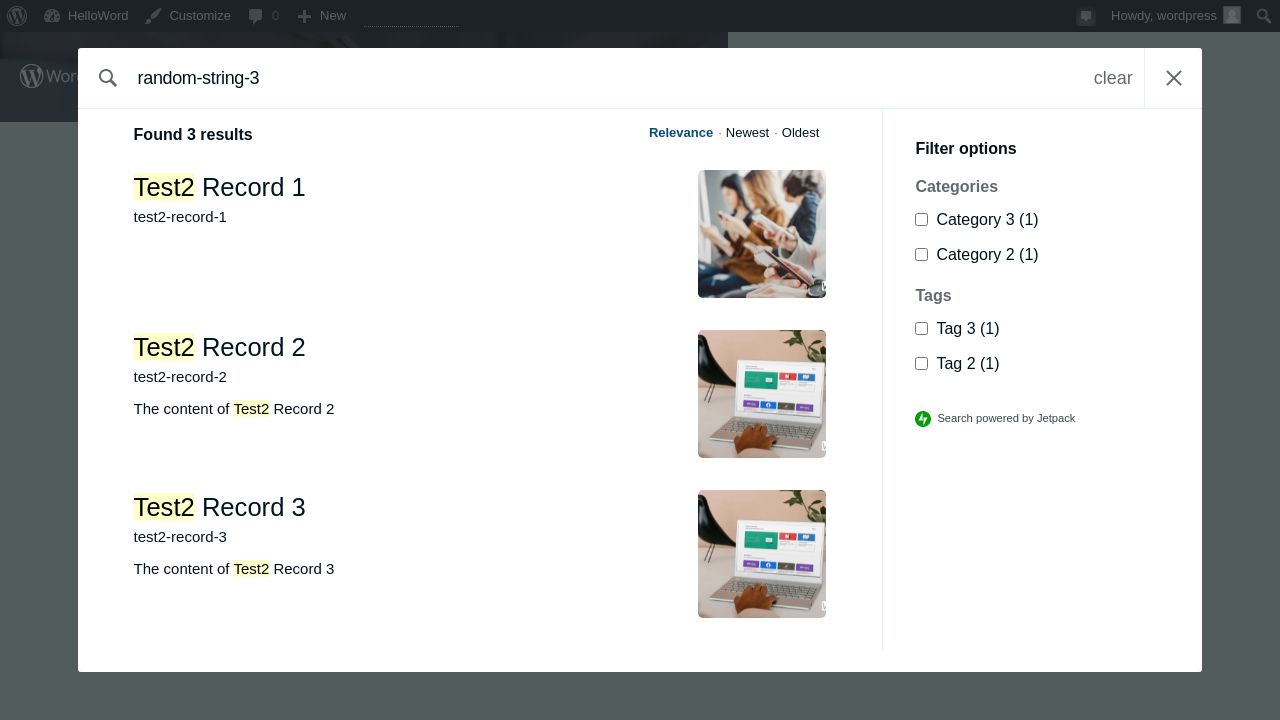 HelloWord Customize 0 New Howdy, wordpress
Wor
random-string-3 clear
Found 3 results
Relevance · Newest · Oldest
Test2 Record 1
test2-record-1
Test2 Record 2
test2-record-2
The content of Test2 Record 2
Test2 Record 3
test2-record-3
The content of Test2 Record 3
Filter options
Categories
Category 3 (1)
Category 2 (1)
Tags
Tag 3 (1)
Tag 2 (1)
Search powered by Jetpack